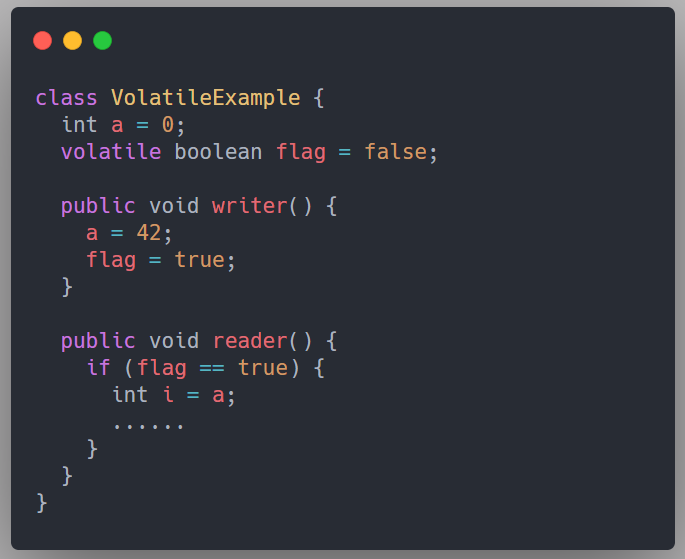 class VolatileExample {
  int a = 0;
  volatile boolean flag = false;

  public void writer() {
    a = 42;
    flag = true;
  }

  public void reader() {
    if (flag == true) {
      int i = a;
      ......
    }
  }
}